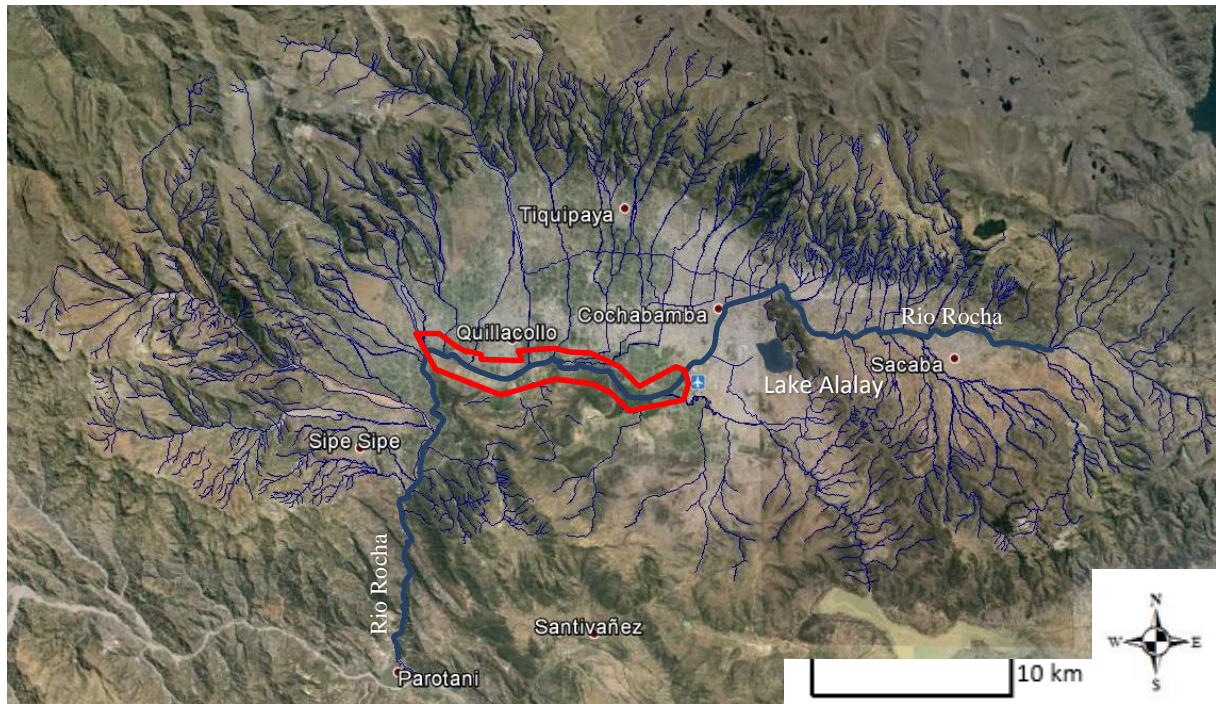 Tiquipaya
Cochabamba
Rio Rocha
Quillacollo
Sacaba
Lake Alalay
Sipe Sipe
Rio Rocha
Santivañez
Parotani
10 km
N
W
E
S